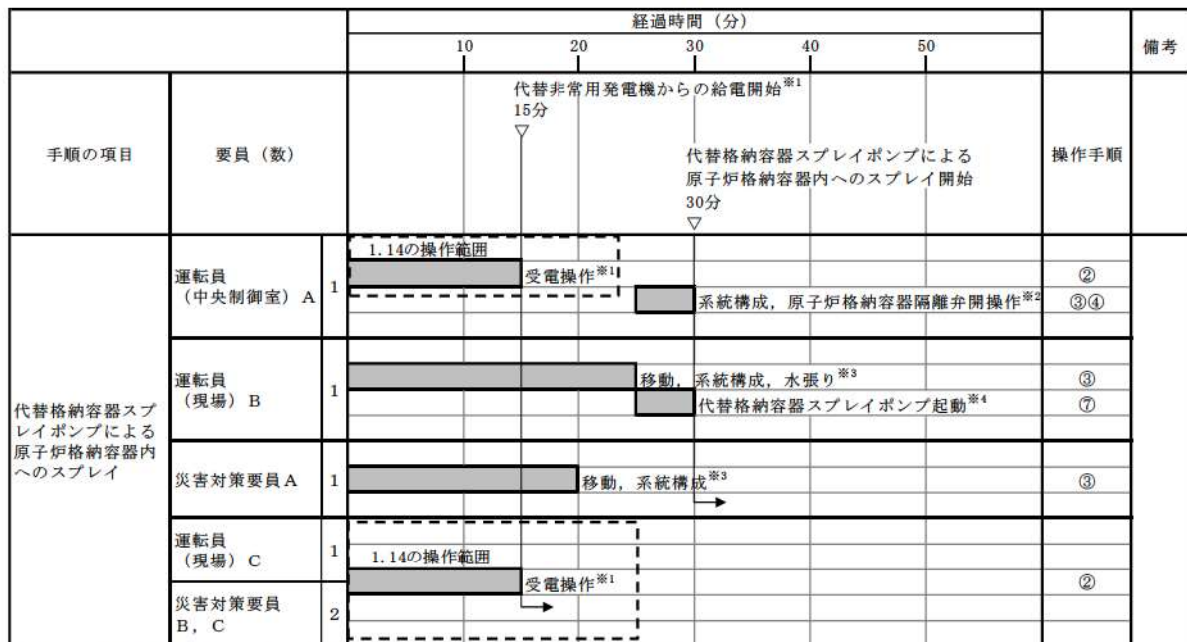 経過時間（分）
10 20 30 40 50
備考
手順の項目
要員（数）
代替非常用発電機からの給電開始※1
15分
▽
代替格納容器スプレイポンプによる
原子炉格納容器内へのスプレイ開始
30分
▽
操作手順
代替格納容器スプ
レイポンプによる
原子炉格納容器内
へのスプレイ
運転員
（中央制御室）A
1
1.14の操作範囲
受電操作※1
②
系統構成，原子炉格納容器隔離弁開操作※2
③④
運転員
（現場）B
1
移動，系統構成，水張り※3
③
代替格納容器スプレイポンプ起動※4
⑦
災害対策要員A
1
移動，系統構成※3
③
運転員
（現場）C
1
1.14の操作範囲
受電操作※1
②
災害対策要員
B，C
2